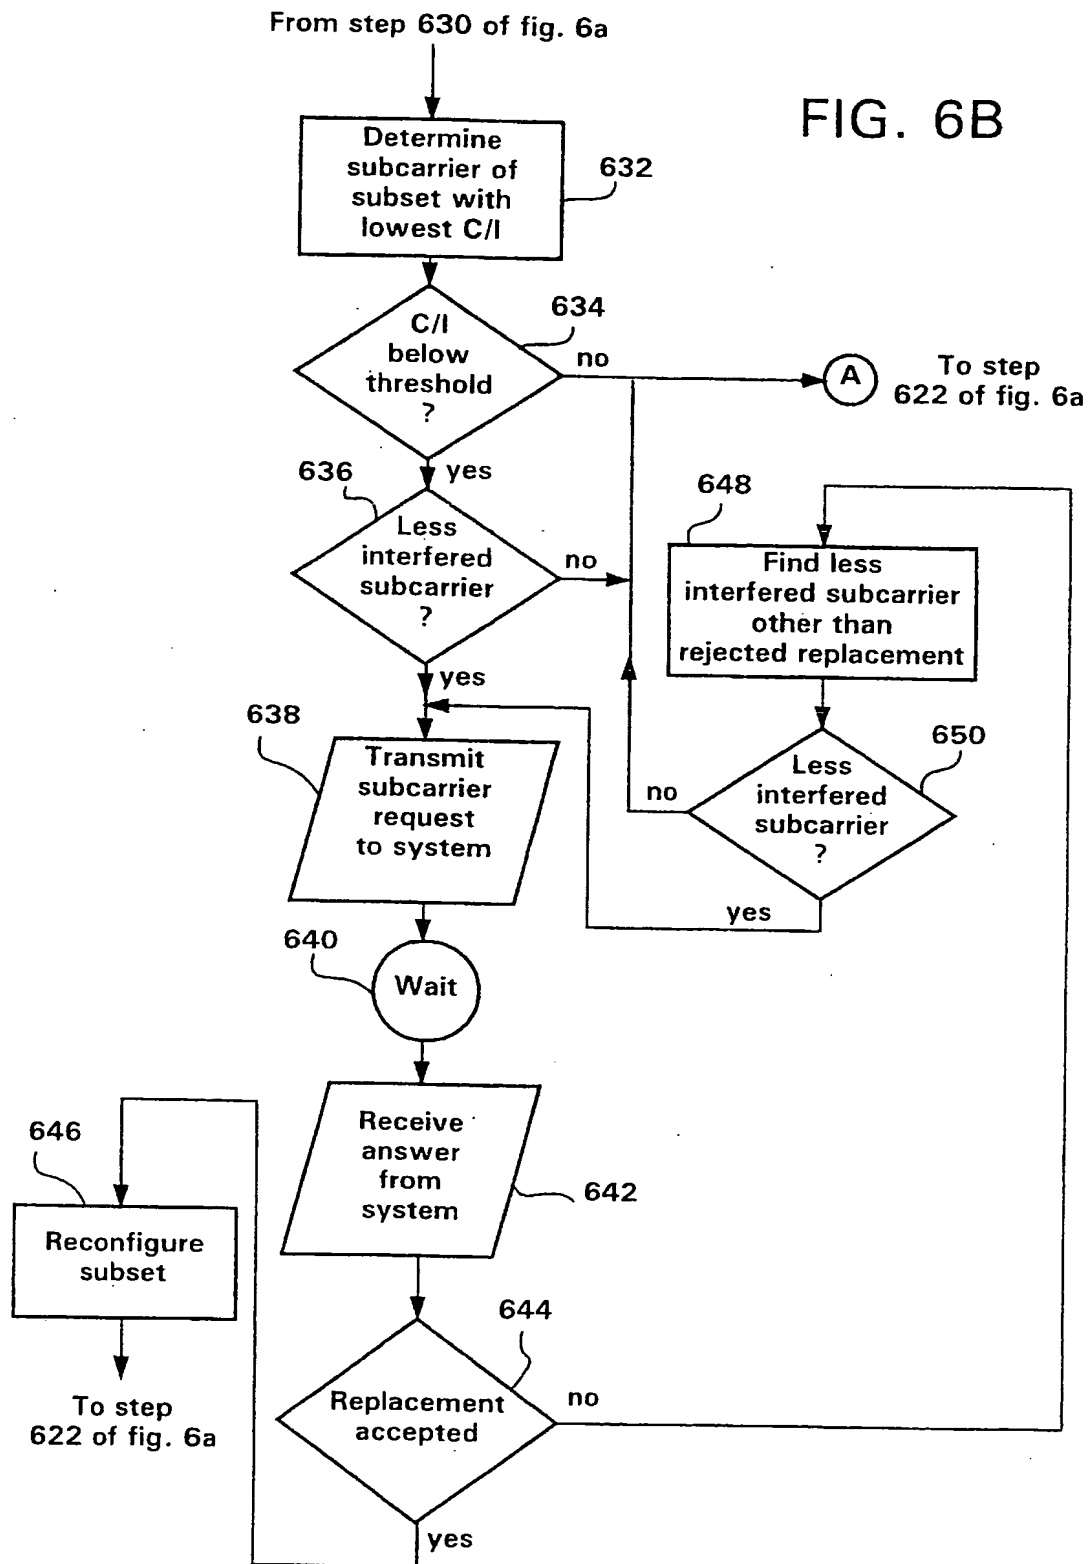 From step 630 of fig. 6a
FIG. 6B
Determine
subcarrier of
subset with
lowest C/I
632
C/I
below
threshold
?
634
no
A
To step
622 of fig. 6a
yes
636
Less
interfered
subcarrier
?
no
yes
648
Find less
interfered subcarrier
other than
rejected replacement
650
Less
interfered
subcarrier
?
no
yes
638
Transmit
subcarrier
request
to system
640
Wait
Receive
answer
from
system
642
646
Reconfigure
subset
To step
622 of fig. 6a
644
Replacement
accepted
no
yes